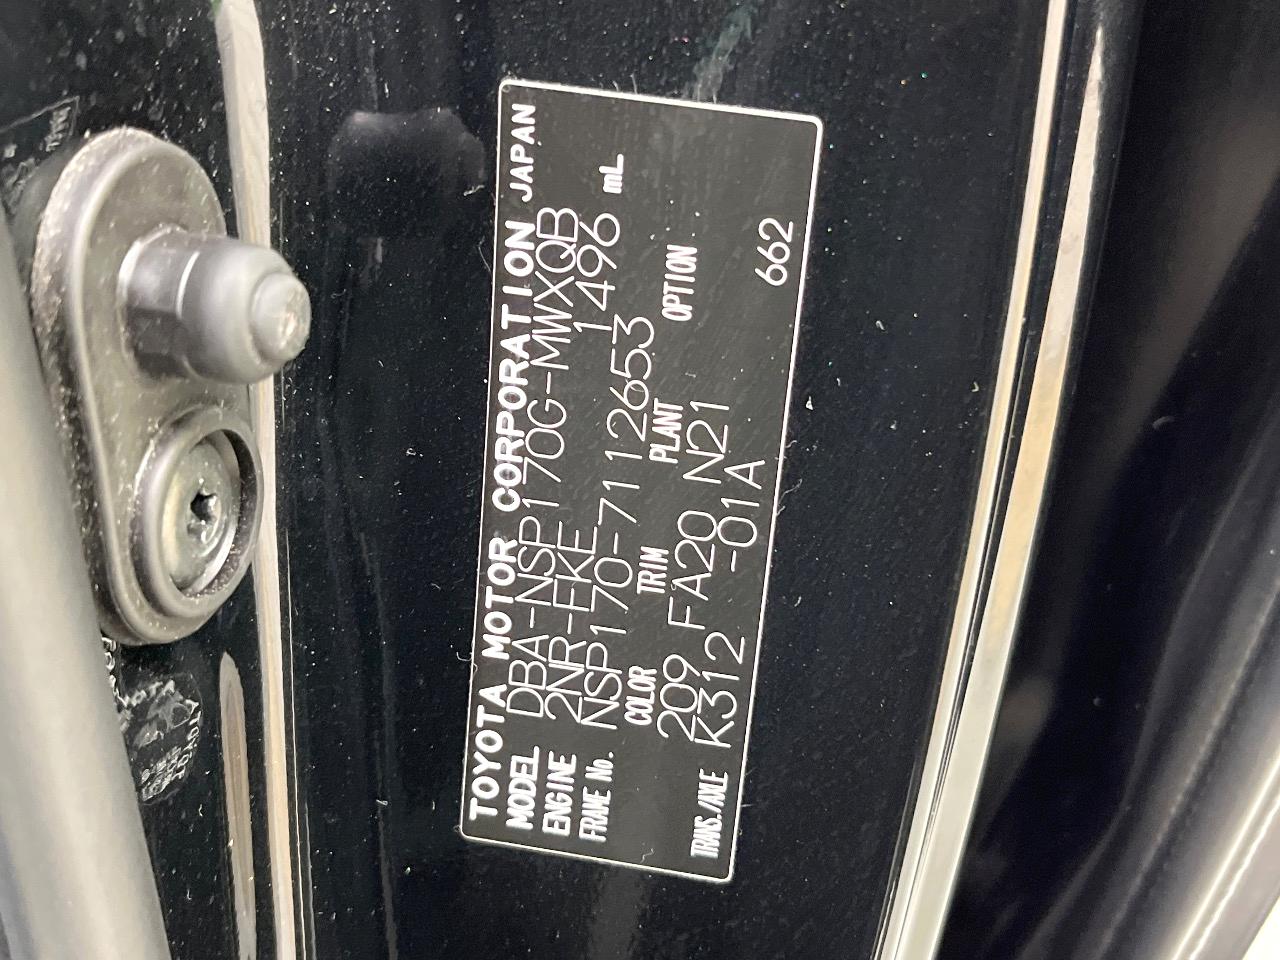 TOYOTA MOTOR CORPORATION JAPAN
MODEL DBA-NSP170G-MWXQB
ENGINE 2NR-FKE 1496 mL
FRAME No. NSP170-7112653
COLOR TRIM PLANT OPTION
209 FA20 N21
TRANS./AXLE K312 -01A
662